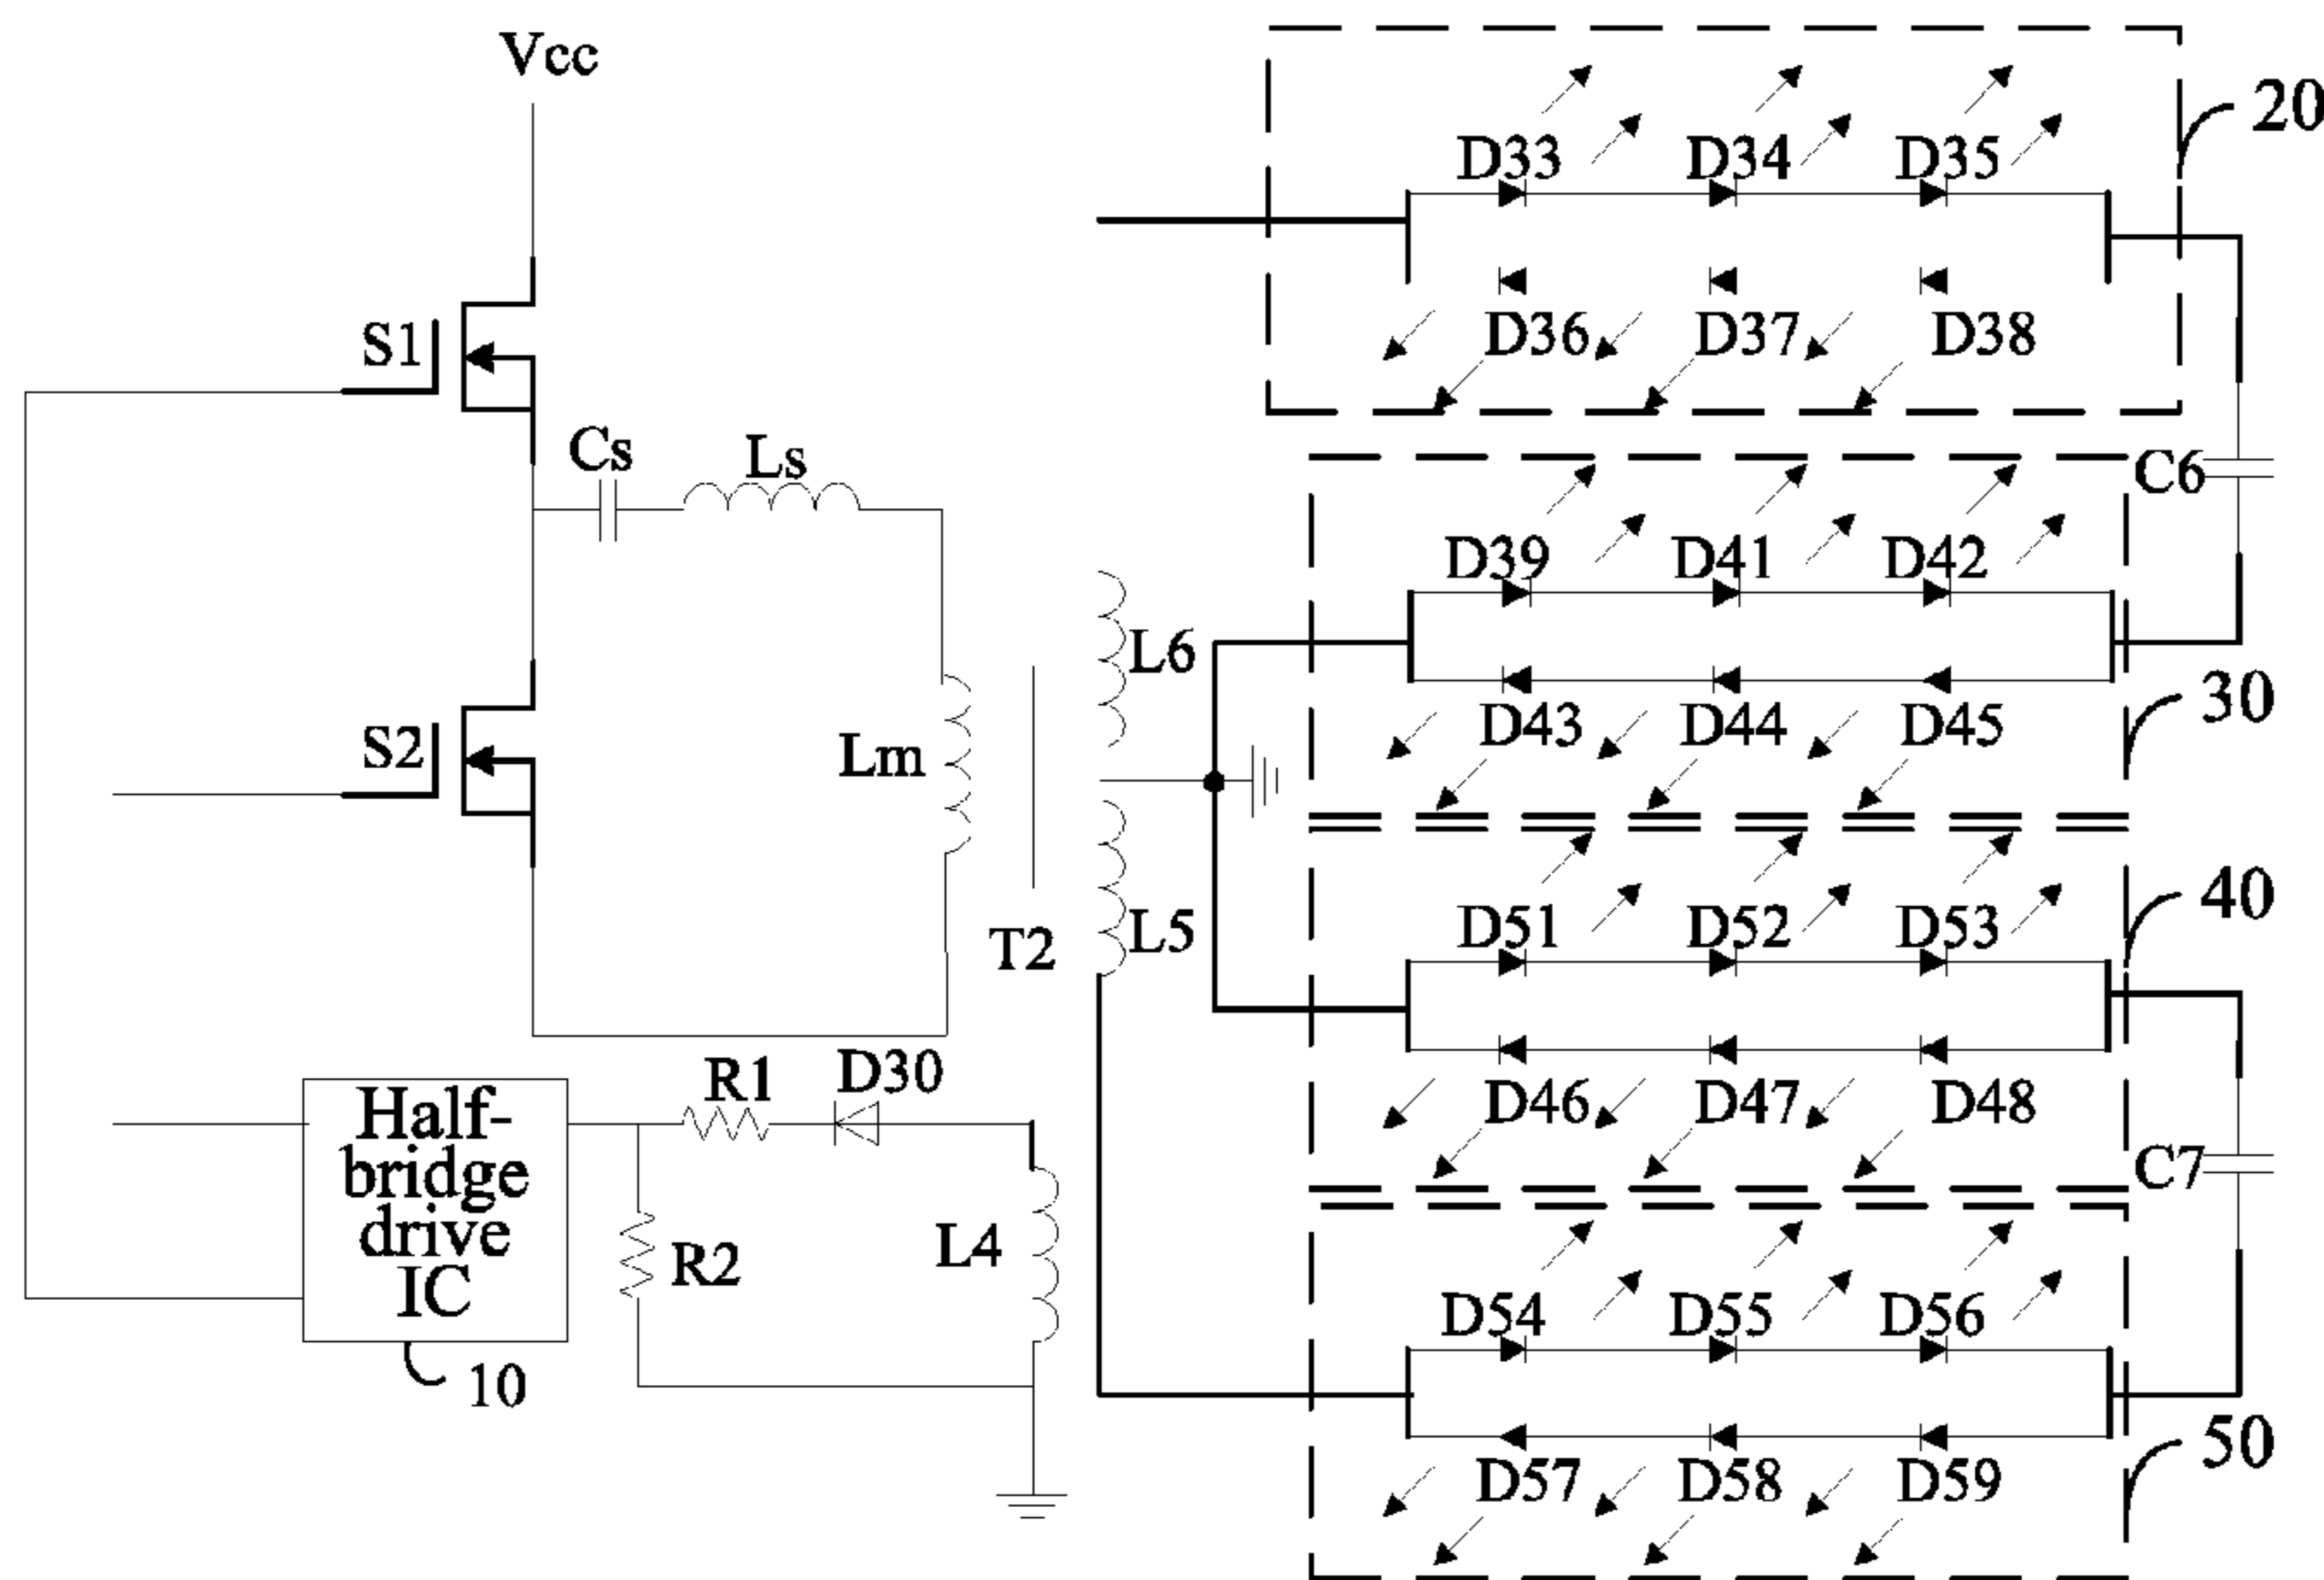 Vcc
20
D33 D34 D35
D36 D37 D38
S1
Cs Ls
C6
D39 D41 D42
L6
30
S2
Lm
D43 D44 D45
40
T2
L5
D51 D52 D53
R1 D30
D46 D47 D48
C7
Half-
bridge
drive
IC
R2
L4
D54 D55 D56
10
50
D57 D58 D59